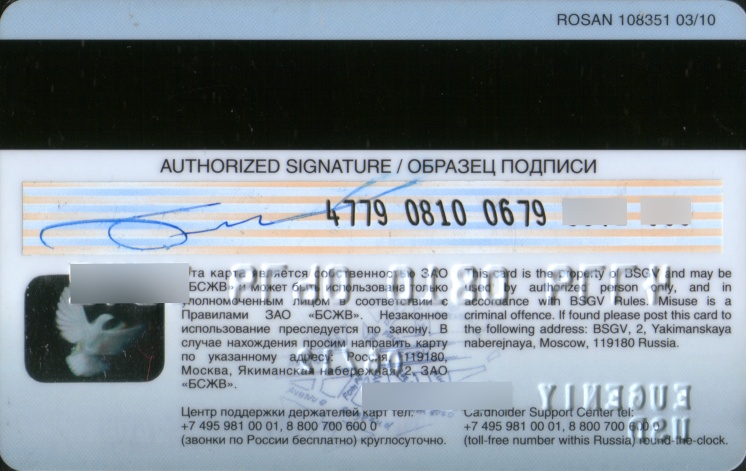 ROSAN 108351 03/10
AUTHORIZED SIGNATURE / ОБРАЗЕЦ ПОДПИСИ
4779 0810 0679
Эта карта является собственностью ЗАО
«БСЖВ» может быть использована только
уполномоченным лицом в соответствии с
Правилами ЗАО «БСЖВ». Незаконное
использование преследуется по закону. В
случае нахождения просим направить карту
по указанному адресу: Россия, 119180,
Москва, Якиманская набережная, 2, ЗАО
«БСЖВ».
Центр поддержки держателей карт тел.:
+7 495 981 00 01, 8 800 700 600 0
(звонки по России бесплатно) круглосуточно.
This card is the property of BSGV and may be
used by authorized person only, and in
accordance with BSGV Rules. Misuse is a
criminal offence. If found please post this card to
the following address: BSGV, 2, Yakimanskaya
naberejnaya, Moscow, 119180 Russia.
Cardholder Support Center tel:
+7 495 981 00 01, 8 800 700 600 0
(toll-free number withis Russia) round-the-clock.
EUGENIY
USD